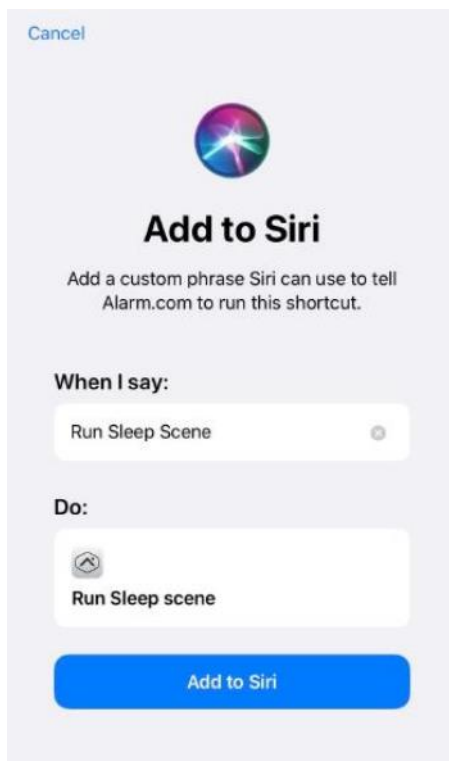 Cancel
Add to Siri
Add a custom phrase Siri can use to tell
Alarm.com to run this shortcut.
When I say:
Run Sleep Scene
Do:
Run Sleep scene
Add to Siri